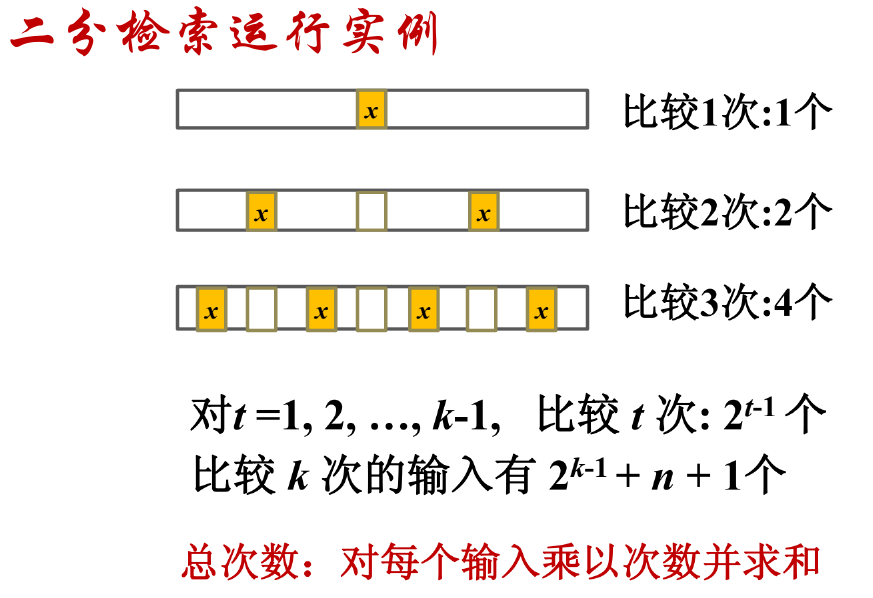 二分检索运行实例
x
比较1次:1个
x x
比较2次:2个
x x x x
比较3次:4个
对t =1, 2, …, k-1, 比较 t 次: 2^{t-1} 个
比较 k 次的输入有 2^{k-1} + n + 1个
总次数：对每个输入乘以次数并求和